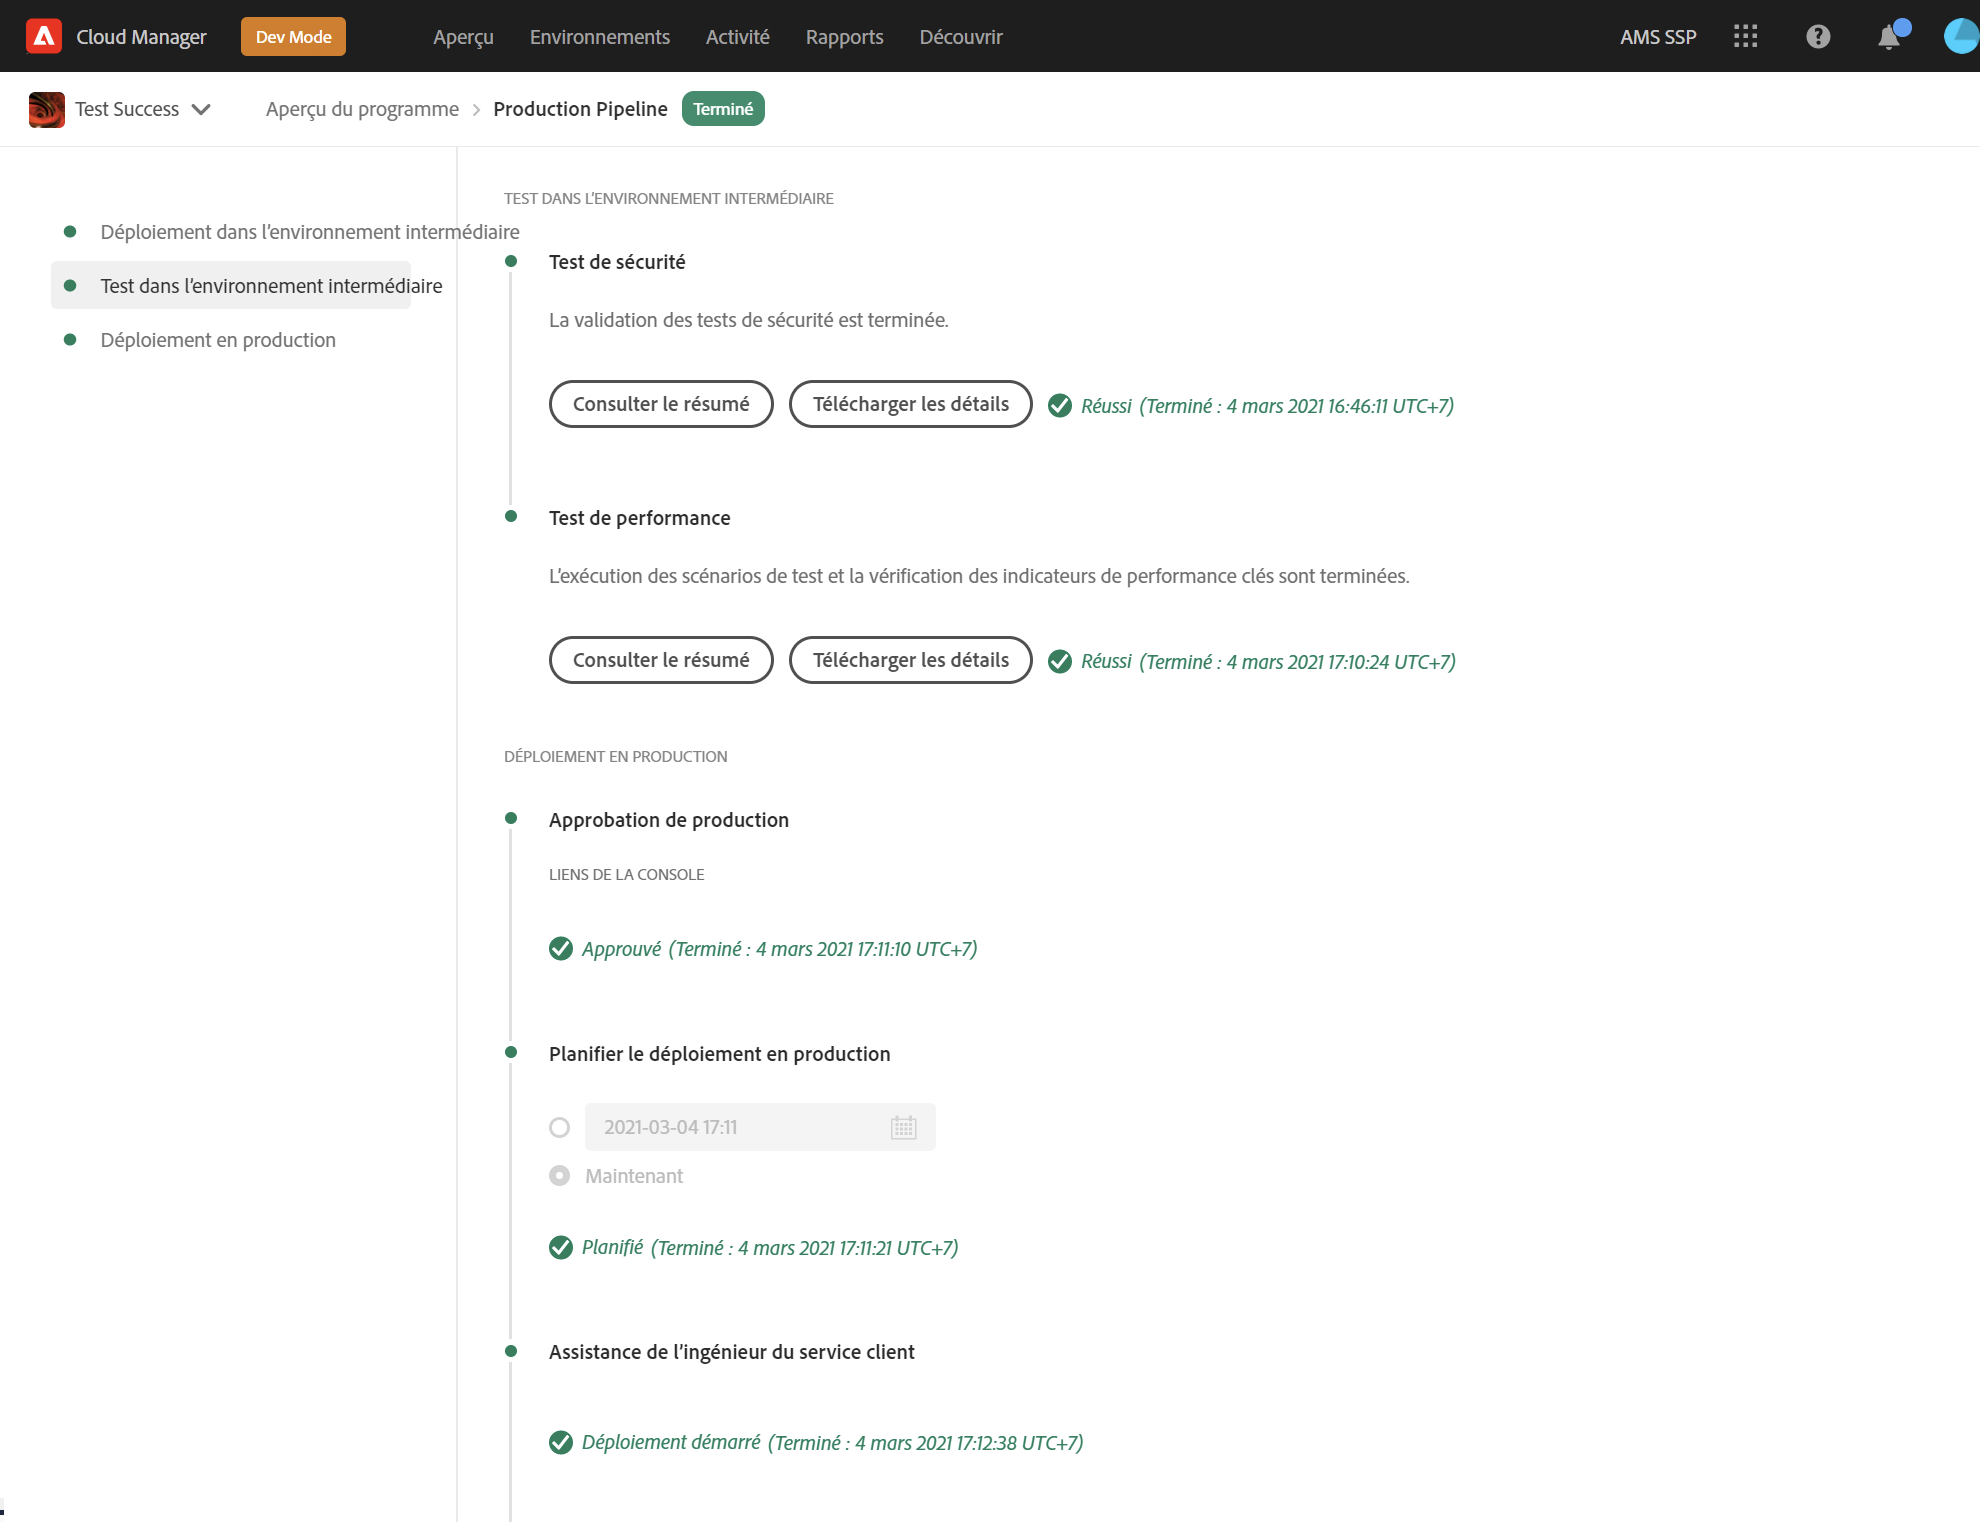 Cloud Manager
Dev Mode
Aperçu
Environnements
Activité
Rapports
Découvrir
AMS SSP
Test Success
Aperçu du programme
Production Pipeline
Terminé
Déploiement dans l’environnement intermédiaire
Test dans l’environnement intermédiaire
Déploiement en production
TEST DANS L’ENVIRONNEMENT INTERMÉDIAIRE
Test de sécurité
La validation des tests de sécurité est terminée.
Consulter le résumé
Télécharger les détails
Réussi (Terminé : 4 mars 2021 16:46:11 UTC+7)
Test de performance
L’exécution des scénarios de test et la vérification des indicateurs de performance clés sont terminées.
Consulter le résumé
Télécharger les détails
Réussi (Terminé : 4 mars 2021 17:10:24 UTC+7)
DÉPLOIEMENT EN PRODUCTION
Approbation de production
LIENS DE LA CONSOLE
Approuvé (Terminé : 4 mars 2021 17:11:10 UTC+7)
Planifier le déploiement en production
2021-03-04 17:11
Maintenant
Planifié (Terminé : 4 mars 2021 17:11:21 UTC+7)
Assistance de l’ingénieur du service client
Déploiement démarré (Terminé : 4 mars 2021 17:12:38 UTC+7)